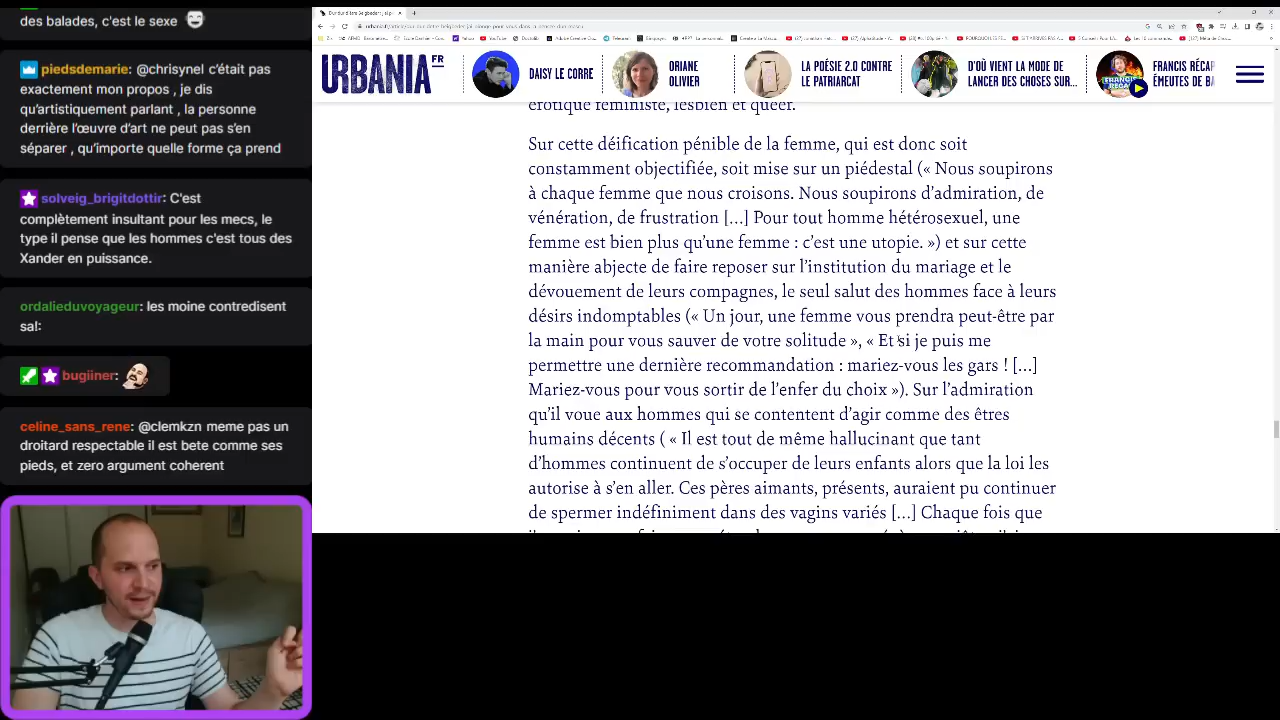 des balades, c'est le sexe
piedsdemarie: @chrisynel c'était pas
exactement mon propos , je dis
qu'artistiquement parlant , la personne
derrière l'œuvre d'art ne peut pas s'en
séparer , qu'importe quelle forme ça prend
solveig_brigitdottir: C'est
complètement insultant pour les mecs, le
type il pense que les hommes c'est tous des
Xander en puissance.
ordalieduvoyageur: les moine contredisent
sal:
bugiiner:
celine_sans_rene: @clemkzn meme pas un
droitard respectable il est bete comme ses
pieds, et zero argument coherent
URBANIA FR
DAISY LE CORRE
ORIANE
OLIVIER
LA POÉSIE 2.0 CONTRE
LE PATRIARCAT
D'OÙ VIENT LA MODE DE
LANCER DES CHOSES SUR...
FRANCIS RÉCAP
ÉMEUTES DE BA
érotique féministe, lesbien et queer.
Sur cette déification pénible de la femme, qui est donc soit
constamment objectifiée, soit mise sur un piédestal (« Nous soupirons
à chaque femme que nous croisons. Nous soupirons d'admiration, de
vénération, de frustration [...] Pour tout homme hétérosexuel, une
femme est bien plus qu'une femme : c'est une utopie. ») et sur cette
manière abjecte de faire reposer sur l'institution du mariage et le
dévouement de leurs compagnes, le seul salut des hommes face à leurs
désirs indomptables (« Un jour, une femme vous prendra peut-être par
la main pour vous sauver de votre solitude », « Et si je puis me
permettre une dernière recommandation : mariez-vous les gars ! [...]
Mariez-vous pour vous sortir de l'enfer du choix »). Sur l'admiration
qu'il voue aux hommes qui se contentent d'agir comme des êtres
humains décents ( « Il est tout de même hallucinant que tant
d'hommes continuent de s'occuper de leurs enfants alors que la loi les
autorise à s'en aller. Ces pères aimants, présents, auraient pu continuer
de spermer indéfiniment dans des vagins variés [...] Chaque fois que